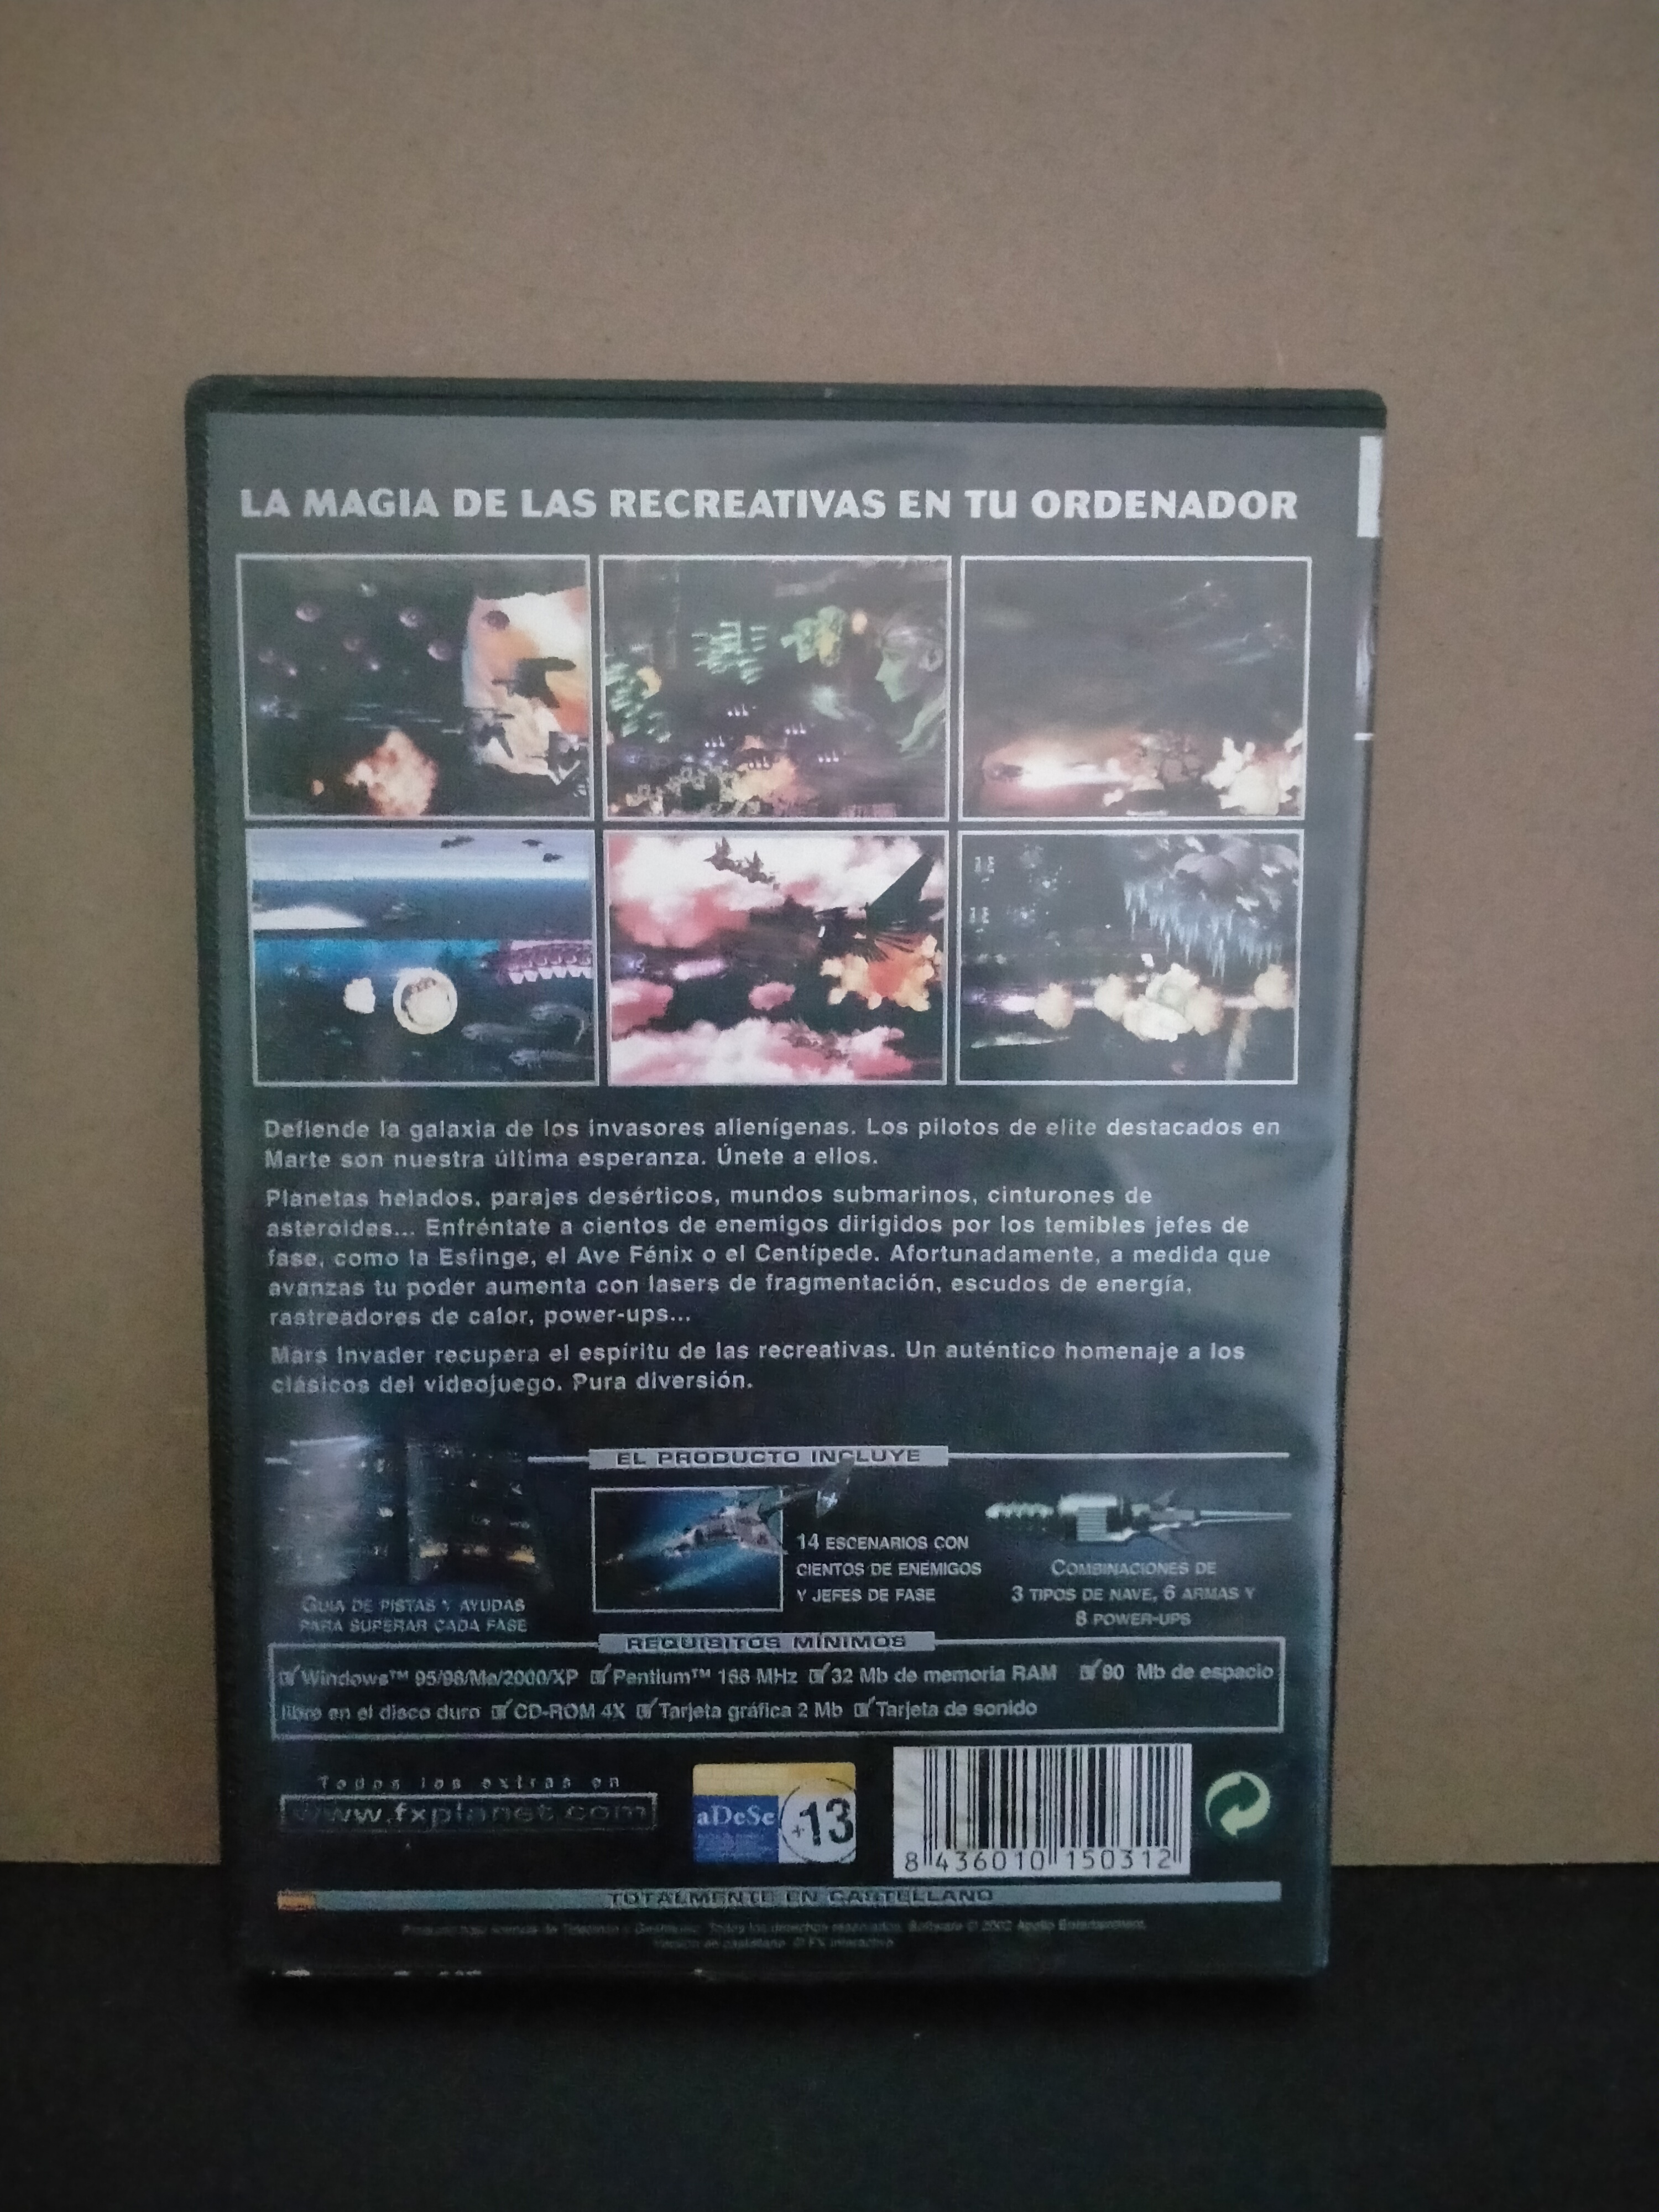 LA MAGIA DE LAS RECREATIVAS EN TU ORDENADOR
Defiende la galaxia de los invasores alienígenas. Los pilotos de elite destacados en
Marte son nuestra última esperanza. Únete a ellos.
Planetas helados, parajes desérticos, mundos submarinos, cinturones de
asteroides... Enfréntate a cientos de enemigos dirigidos por los temibles jefes de
fase, como la Esfinge, el Ave Fénix o el Centípede. Afortunadamente, a medida que
avanzas tu poder aumenta con lasers de fragmentación, escudos de energía,
rastreadores de calor, power-ups...
Mars Invader recupera el espíritu de las recreativas. Un auténtico homenaje a los
clásicos del videojuego. Pura diversión.
EL PRODUCTO INCLUYE
GUIA DE PISTAS Y AYUDAS
PARA SUPERAR CADA FASE
14 ESCENARIOS CON
CIENTOS DE ENEMIGOS
Y JEFES DE FASE
COMBINACIONES DE
3 TIPOS DE NAVE, 6 ARMAS Y
8 POWER-UPS
REQUISITOS MÍNIMOS
Windows™ 95/98/Me/2000/XP Pentium™ 166 MHz 32 Mb de memoria RAM 90 Mb de espacio
libre en el disco duro CD-ROM 4X Tarjeta gráfica 2 Mb Tarjeta de sonido
Todos los extras en
www.fxplanet.com
aDeSe +13
8 436010 150312
TOTALMENTE EN CASTELLANO
Todos los derechos reservados. Software © 2002 Apollo Entertainment.
Versión en castellano © FX Interactive